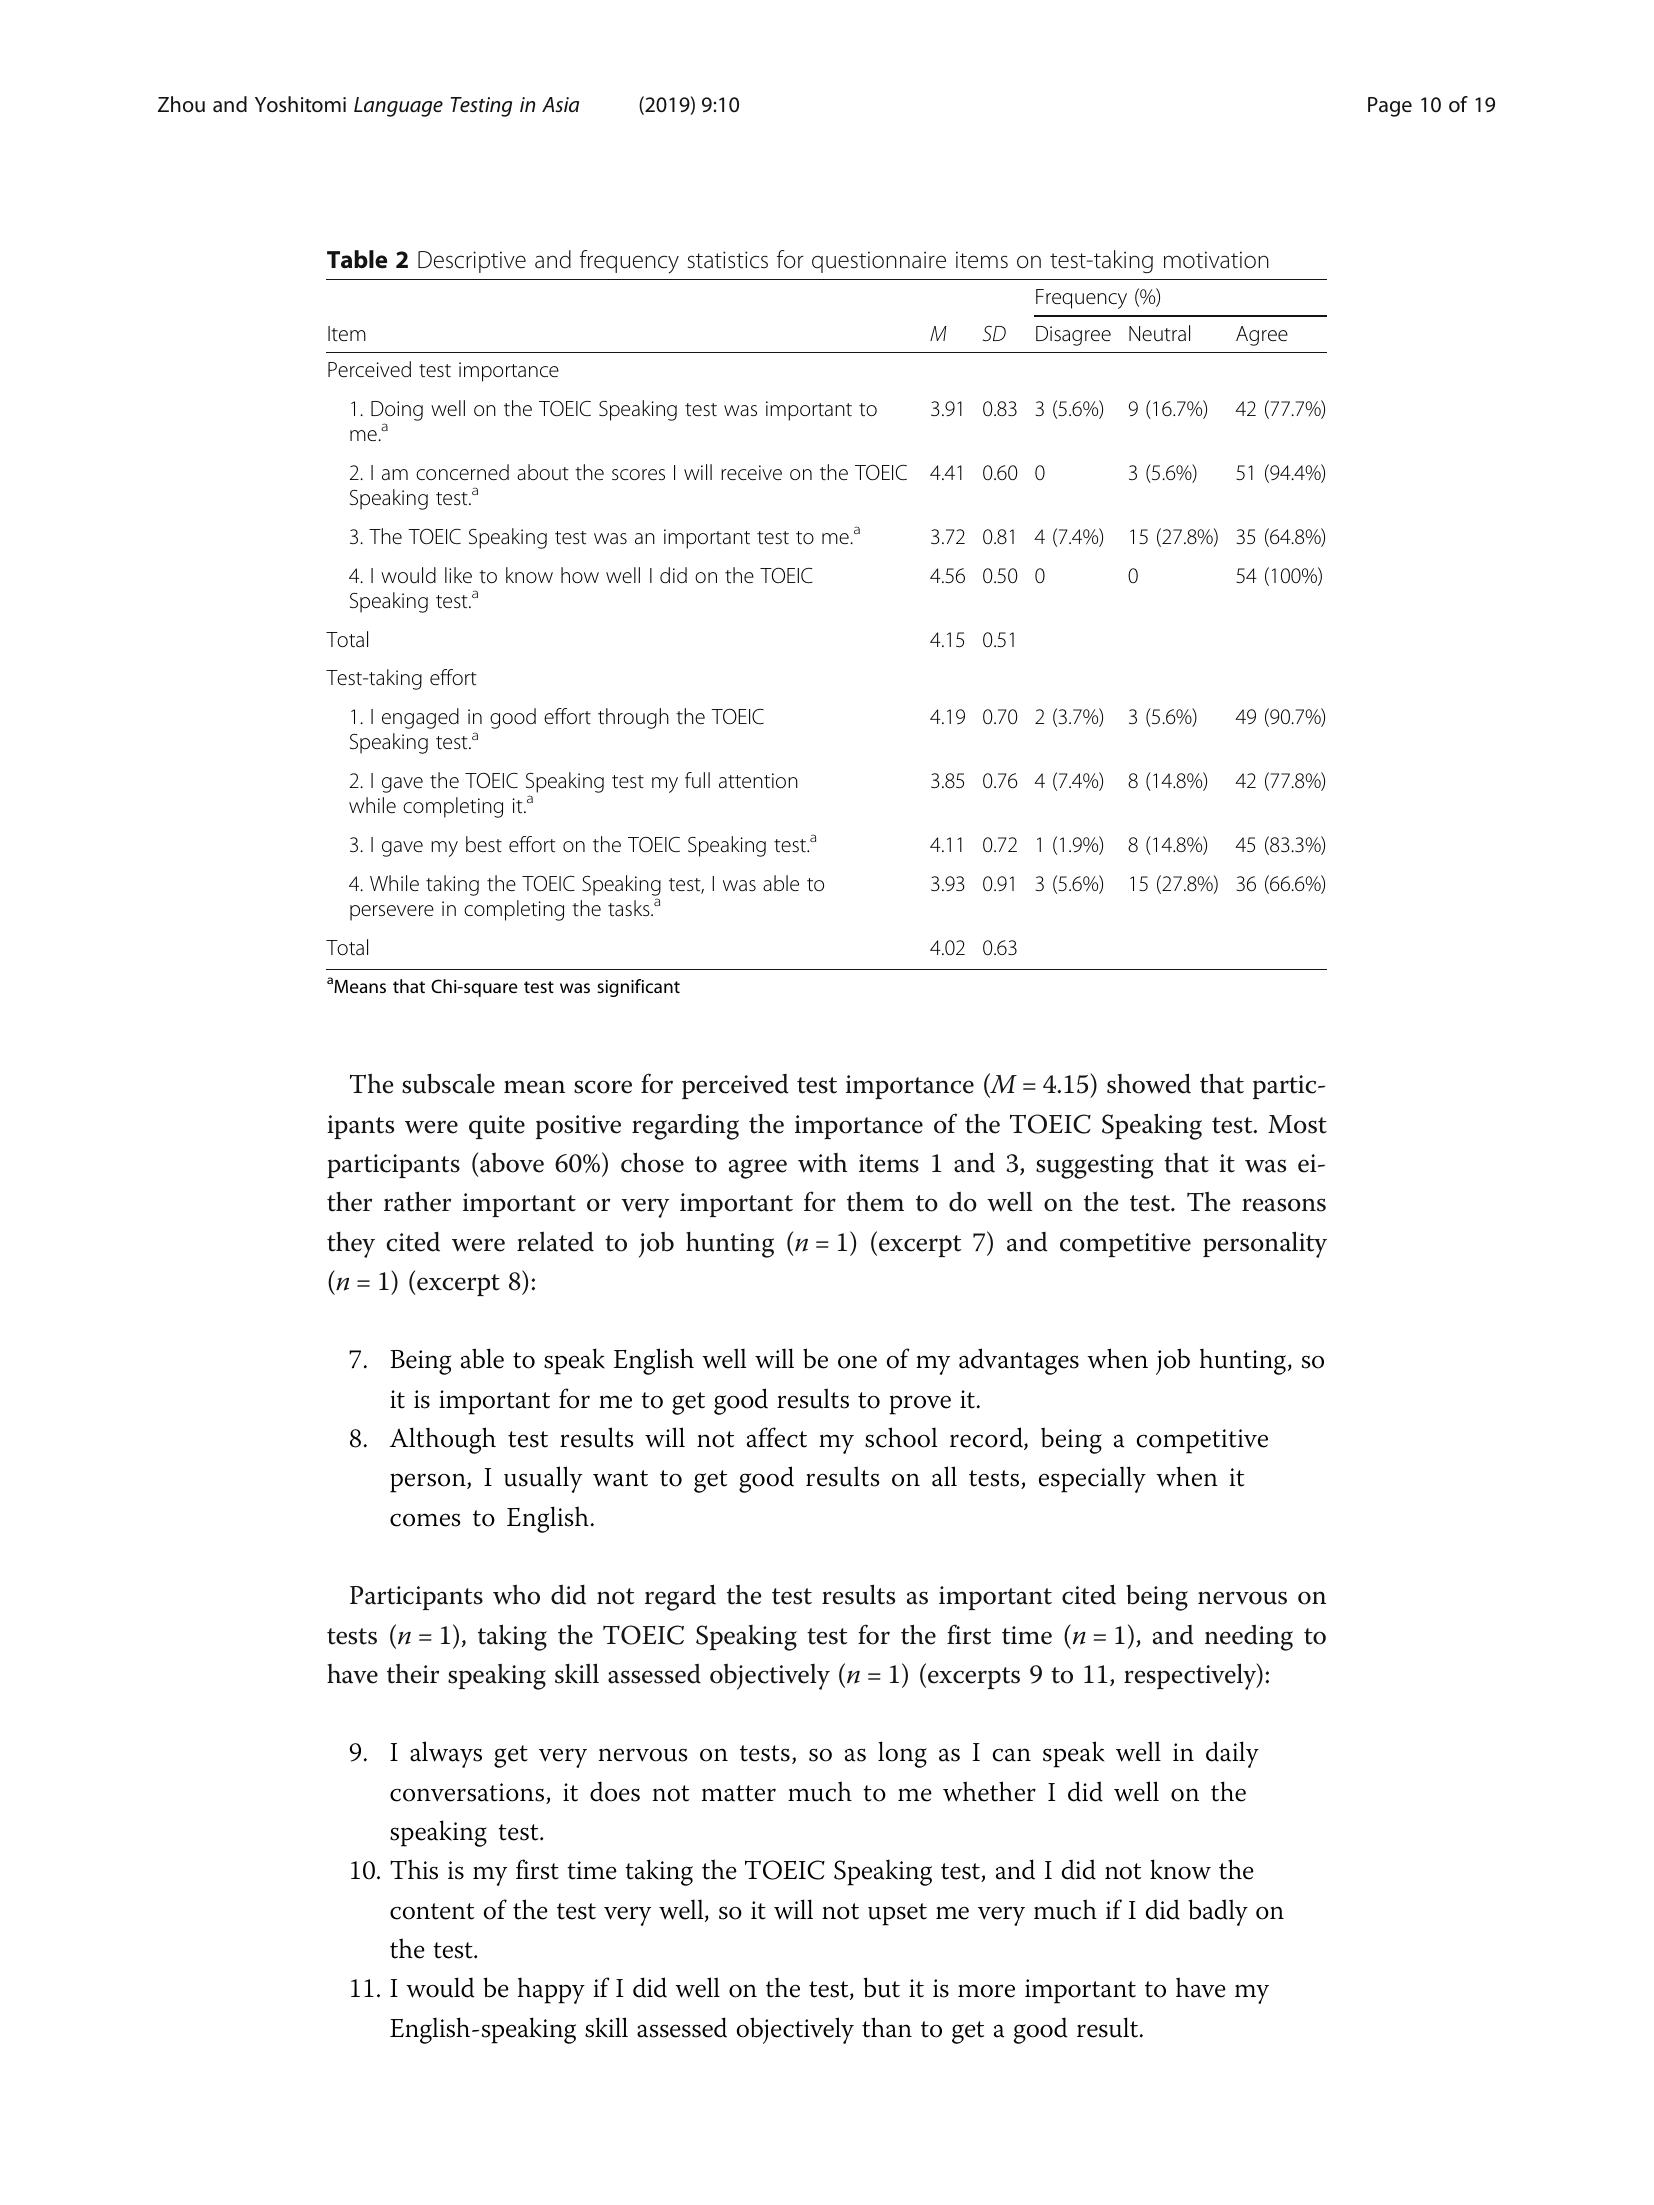 Zhou and Yoshitomi Language Testing in Asia (2019) 9:10 Page 10 of 19
Table 2 Descriptive and frequency statistics for questionnaire items on test-taking motivation
Frequency (%)
Item M SD Disagree Neutral Agree
Perceived test importance
1. Doing well on the TOEIC Speaking test was important to 3.91 0.83 3 (5.6%) 9 (16.7%) 42 (77.7%)
me.a
2. I am concerned about the scores I will receive on the TOEIC 4.41 0.60 0 3 (5.6%) 51 (94.4%)
Speaking test.a
3. The TOEIC Speaking test was an important test to me.a 3.72 0.81 4 (7.4%) 15 (27.8%) 35 (64.8%)
4. I would like to know how well I did on the TOEIC 4.56 0.50 0 0 54 (100%)
Speaking test.a
Total 4.15 0.51
Test-taking effort
1. I engaged in good effort through the TOEIC 4.19 0.70 2 (3.7%) 3 (5.6%) 49 (90.7%)
Speaking test.a
2. I gave the TOEIC Speaking test my full attention 3.85 0.76 4 (7.4%) 8 (14.8%) 42 (77.8%)
while completing it.a
3. I gave my best effort on the TOEIC Speaking test.a 4.11 0.72 1 (1.9%) 8 (14.8%) 45 (83.3%)
4. While taking the TOEIC Speaking test, I was able to 3.93 0.91 3 (5.6%) 15 (27.8%) 36 (66.6%)
persevere in completing the tasks.a
Total 4.02 0.63
aMeans that Chi-square test was significant
The subscale mean score for perceived test importance (M = 4.15) showed that partic-
ipants were quite positive regarding the importance of the TOEIC Speaking test. Most
participants (above 60%) chose to agree with items 1 and 3, suggesting that it was ei-
ther rather important or very important for them to do well on the test. The reasons
they cited were related to job hunting (n = 1) (excerpt 7) and competitive personality
(n = 1) (excerpt 8):
7. Being able to speak English well will be one of my advantages when job hunting, so
it is important for me to get good results to prove it.
8. Although test results will not affect my school record, being a competitive
person, I usually want to get good results on all tests, especially when it
comes to English.
Participants who did not regard the test results as important cited being nervous on
tests (n = 1), taking the TOEIC Speaking test for the first time (n = 1), and needing to
have their speaking skill assessed objectively (n = 1) (excerpts 9 to 11, respectively):
9. I always get very nervous on tests, so as long as I can speak well in daily
conversations, it does not matter much to me whether I did well on the
speaking test.
10. This is my first time taking the TOEIC Speaking test, and I did not know the
content of the test very well, so it will not upset me very much if I did badly on
the test.
11. I would be happy if I did well on the test, but it is more important to have my
English-speaking skill assessed objectively than to get a good result.